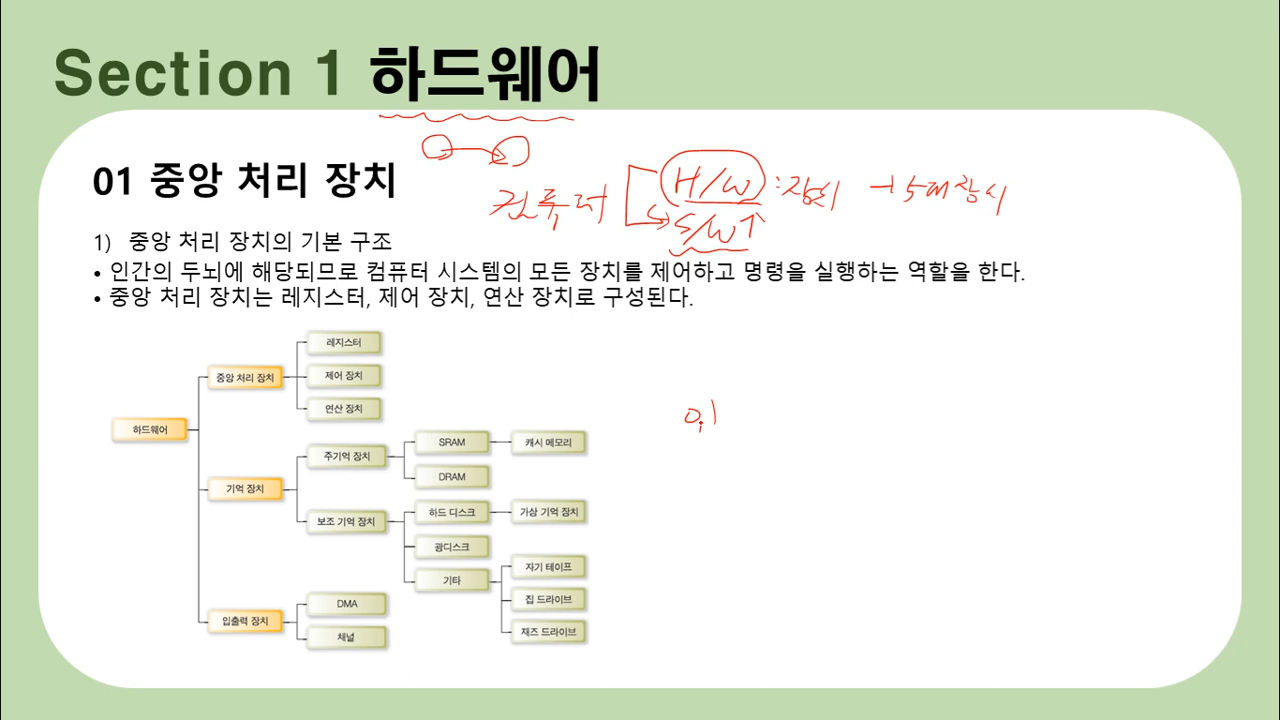 Section 1 하드웨어
01 중앙 처리 장치
컴퓨터 H/W : 장치 → 5대 장치
S/W ↑
1) 중앙 처리 장치의 기본 구조
• 인간의 두뇌에 해당되므로 컴퓨터 시스템의 모든 장치를 제어하고 명령을 실행하는 역할을 한다.
• 중앙 처리 장치는 레지스터, 제어 장치, 연산 장치로 구성된다.
레지스터
중앙 처리 장치
제어 장치
연산 장치
0, 1
하드웨어
주기억 장치
SRAM
캐시 메모리
DRAM
기억 장치
보조 기억 장치
하드 디스크
가상 기억 장치
광디스크
기타
자기 테이프
집 드라이브
재즈 드라이브
입출력 장치
DMA
채널